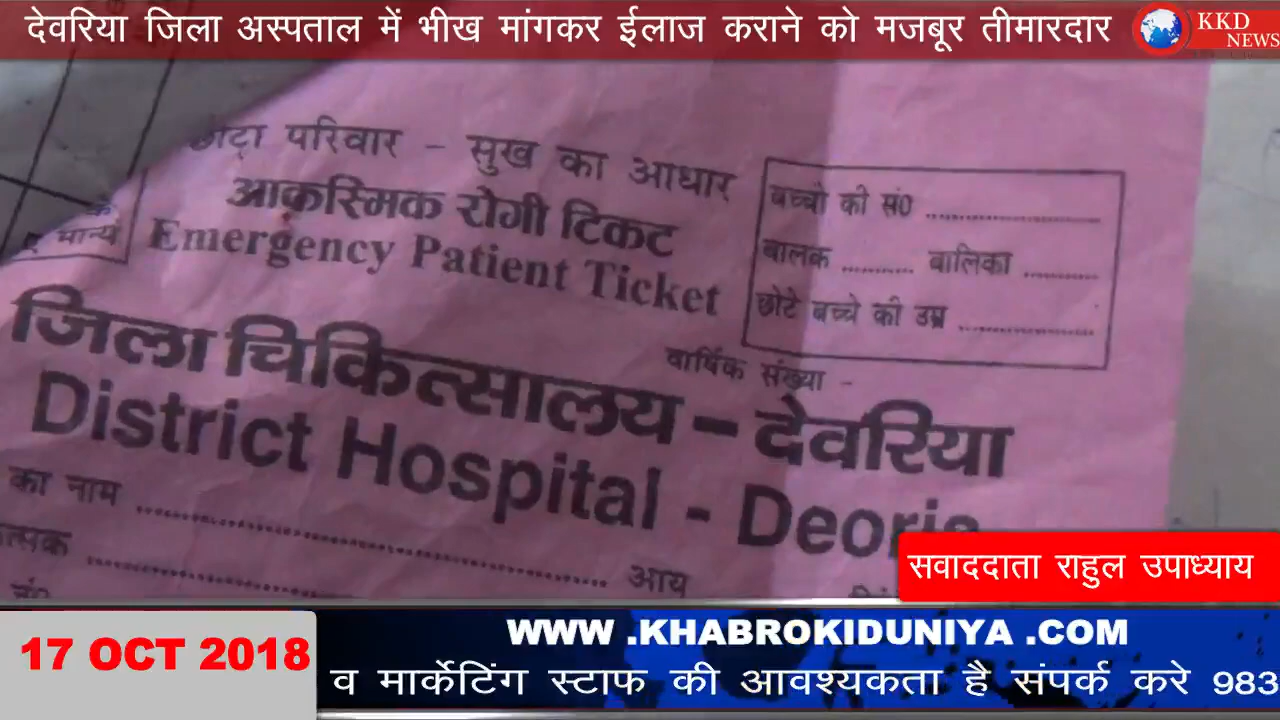 देवरिया जिला अस्पताल में भीख मांगकर ईलाज कराने को मजबूर तीमारदार
KKD
NEWS
परिवार - सुख का आधार
आकस्मिक रोगी टिकट
Emergency Patient Ticket
बच्चो की सं०
बालक ........ बालिका ........
छोटे बच्चे की उम्र
मान्य
वार्षिक संख्या -
जिला चिकित्सालय - देवरिया
District Hospital - Deoria
का नाम
आय
सवाददाता राहुल उपाध्याय
17 OCT 2018
WWW .KHABROKIDUNIYA .COM
व मार्केटिंग स्टाफ की आवश्यकता है संपर्क करे 983